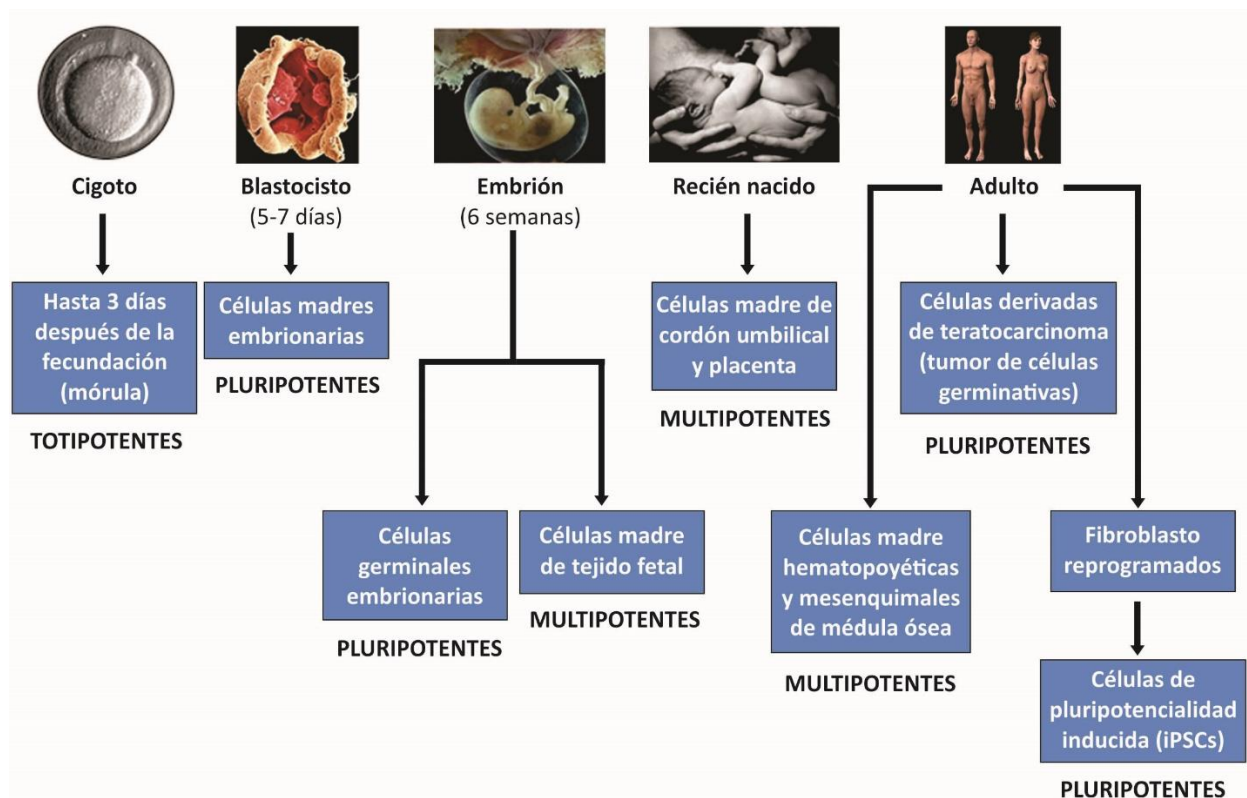 Cigoto
Blastocisto
(5-7 días)
Embrión
(6 semanas)
Recién nacido
Adulto
Hasta 3 días
después de la
fecundación
(mórula)
TOTIPOTENTES
Células madres
embrionarias
PLURIPOTENTES
Células
germinales
embrionarias
PLURIPOTENTES
Células madre
de tejido fetal
MULTIPOTENTES
Células madre de
cordón umbilical
y placenta
MULTIPOTENTES
Células madre
hematopoyéticas
y mesenquimales
de médula ósea
MULTIPOTENTES
Células derivadas
de teratocarcinoma
(tumor de células
germinativas)
PLURIPOTENTES
Fibroblasto
reprogramados
Células de
pluripotencialidad
inducida (iPSCs)
PLURIPOTENTES